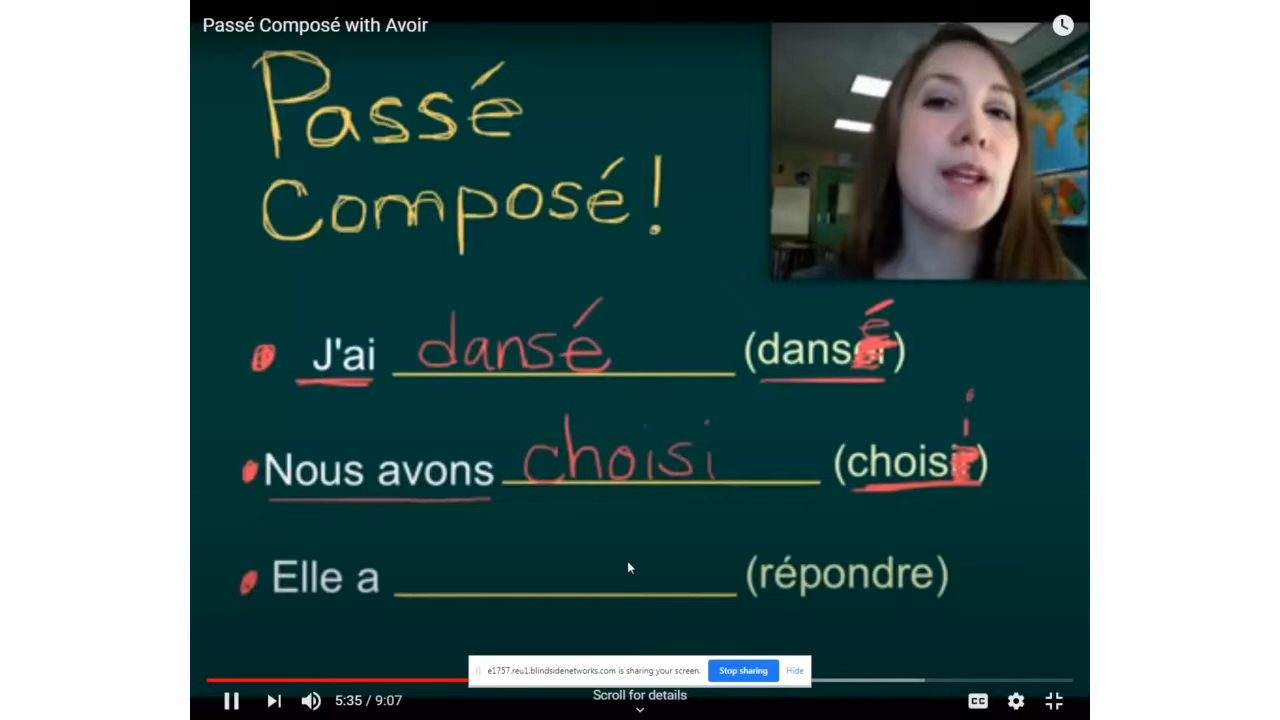 Passé Composé with Avoir
Passé
Composé!
J'ai dansé (danser) é
Nous avons choisi (choisir) i
Elle a (répondre)
e1757.reu1.blindsidenetworks.com is sharing your screen. Stop sharing Hide
5:35 / 9:07 Scroll for details CC